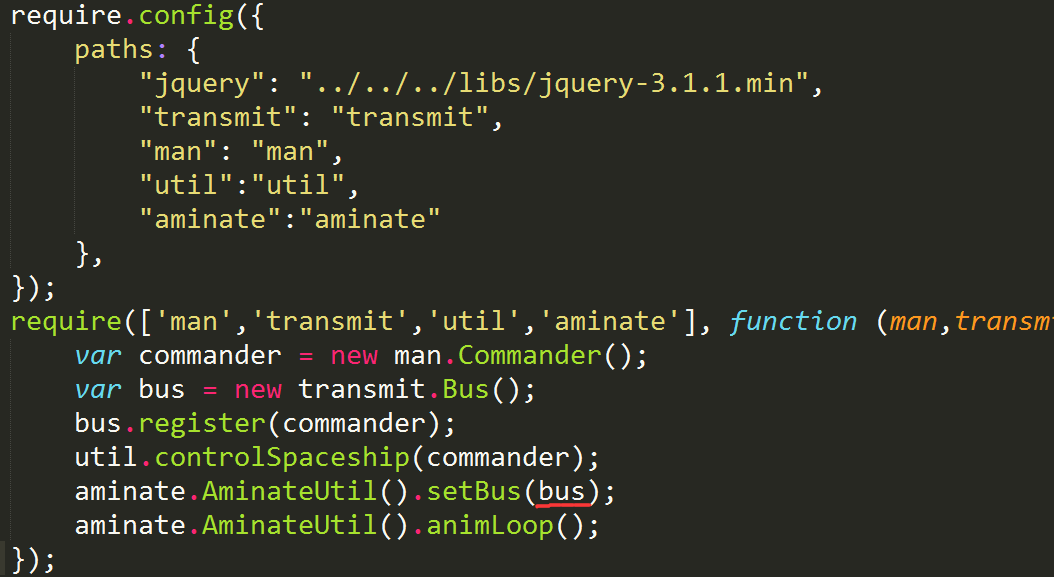 require.config({
    paths: {
        "jquery": "../../../libs/jquery-3.1.1.min",
        "transmit": "transmit",
        "man": "man",
        "util":"util",
        "aminate":"aminate"
    },
});
require(['man','transmit','util','aminate'], function (man,transm
    var commander = new man.Commander();
    var bus = new transmit.Bus();
    bus.register(commander);
    util.controlSpaceship(commander);
    aminate.AminateUtil().setBus(bus);
    aminate.AminateUtil().animLoop();
});